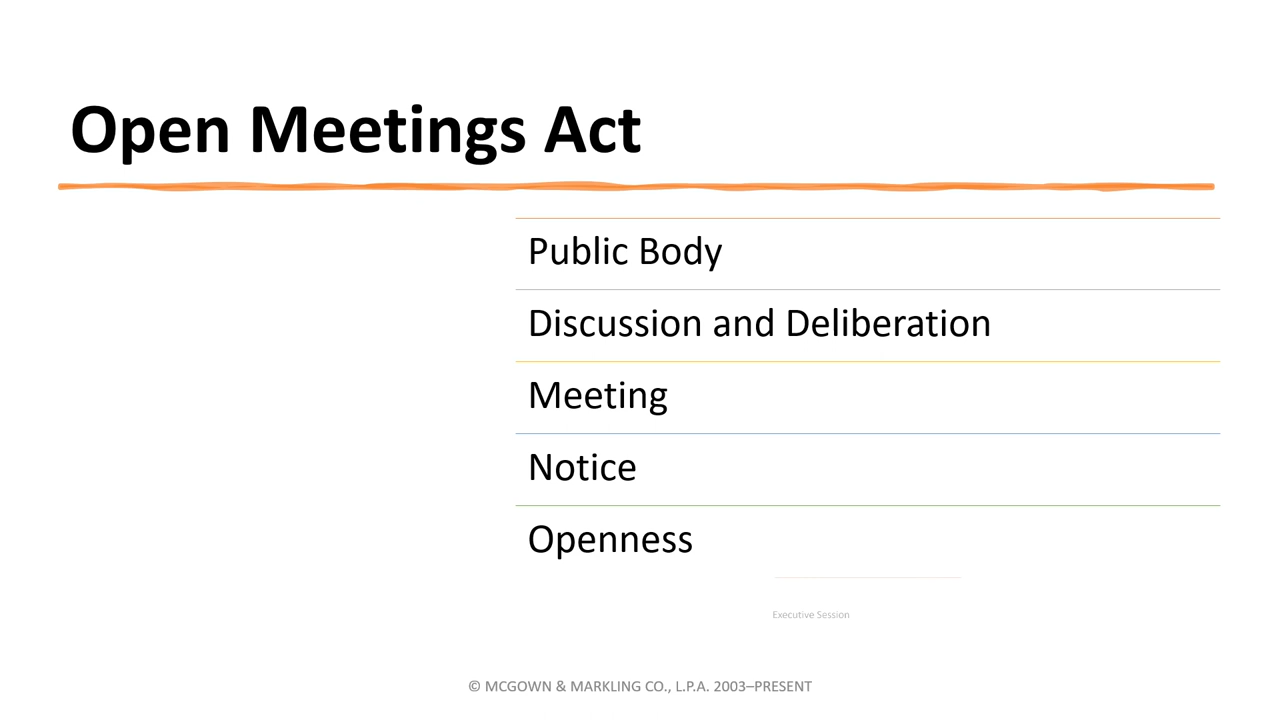 Open Meetings Act
Public Body
Discussion and Deliberation
Meeting
Notice
Openness
Executive Session
© MCGOWN & MARKLING CO., L.P.A. 2003–PRESENT